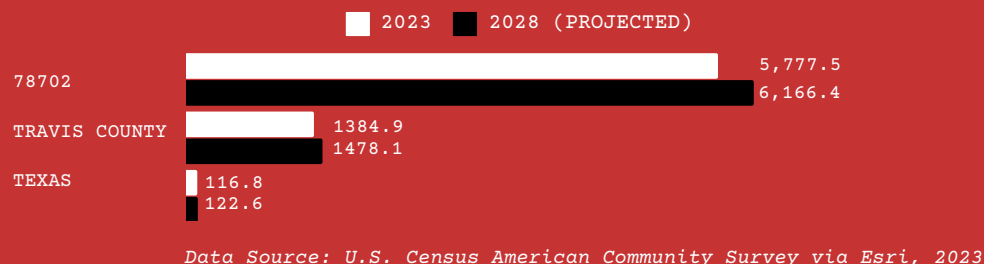 2023 2028 (PROJECTED)
78702 5,777.5
6,166.4
TRAVIS COUNTY 1384.9
1478.1
TEXAS 116.8
122.6
Data Source: U.S. Census American Community Survey via Esri, 2023